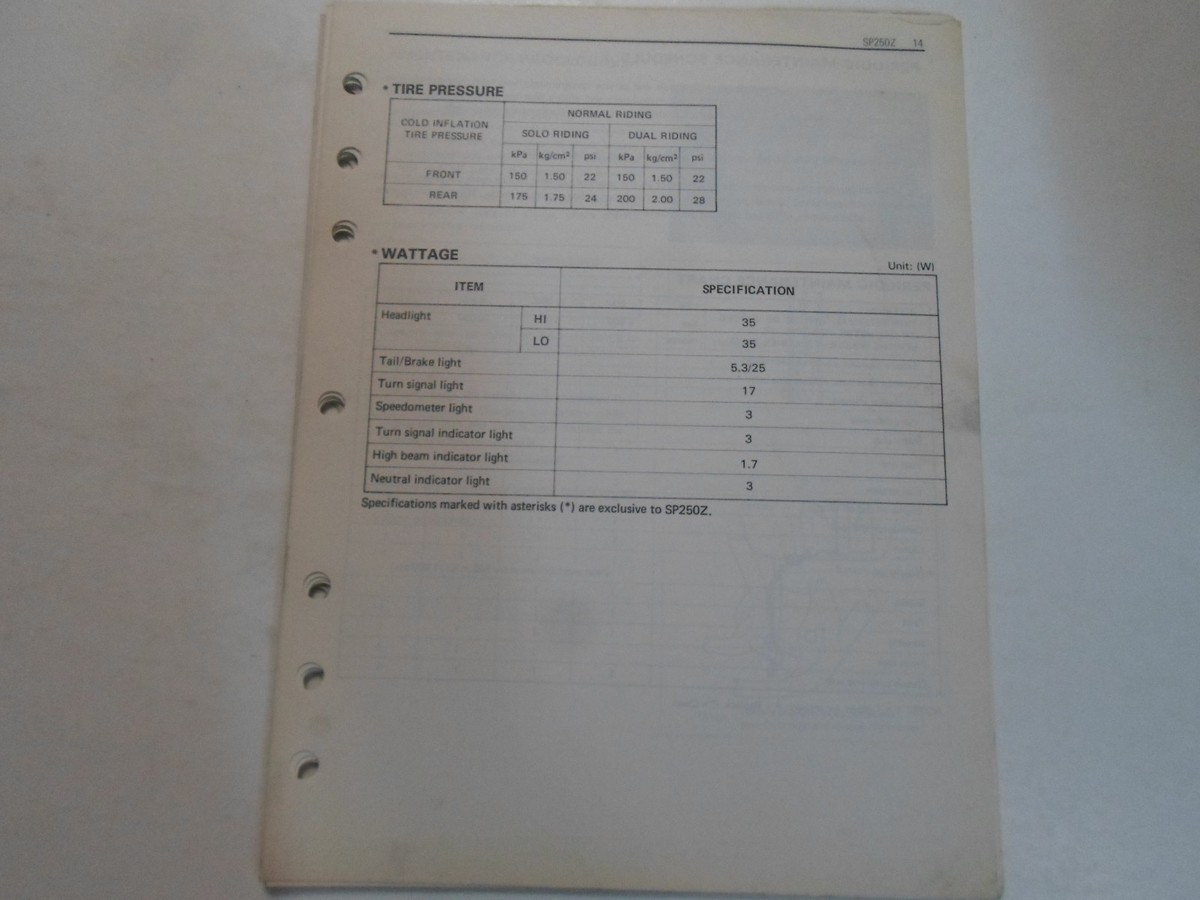 SP250Z 14
* TIRE PRESSURE
COLD INFLATION TIRE PRESSURE NORMAL RIDING
SOLO RIDING DUAL RIDING
kPa kg/cm² psi kPa kg/cm² psi
FRONT 150 1.50 22 150 1.50 22
REAR 175 1.75 24 200 2.00 28
* WATTAGE
Unit: (W)
ITEM SPECIFICATION
Headlight HI 35
LO 35
Tail/Brake light 5.3/25
Turn signal light 17
Speedometer light 3
Turn signal indicator light 3
High beam indicator light 1.7
Neutral indicator light 3
Specifications marked with asterisks (*) are exclusive to SP250Z.